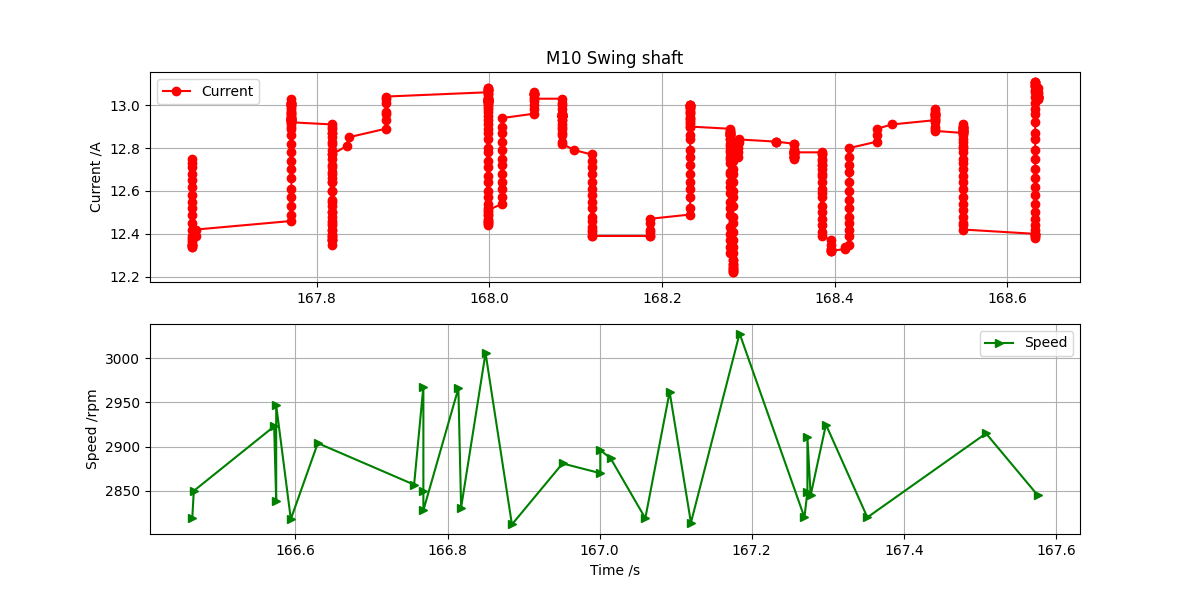 M10 Swing shaft
Current
Current /A
13.0
12.8
12.6
12.4
12.2
167.8 168.0 168.2 168.4 168.6
Speed
Speed /rpm
3000
2950
2900
2850
166.6 166.8 167.0 167.2 167.4 167.6
Time /s